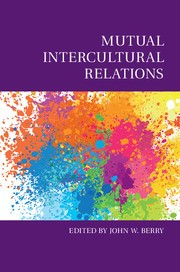 MUTUAL
INTERCULTURAL
RELATIONS
EDITED BY JOHN W. BERRY